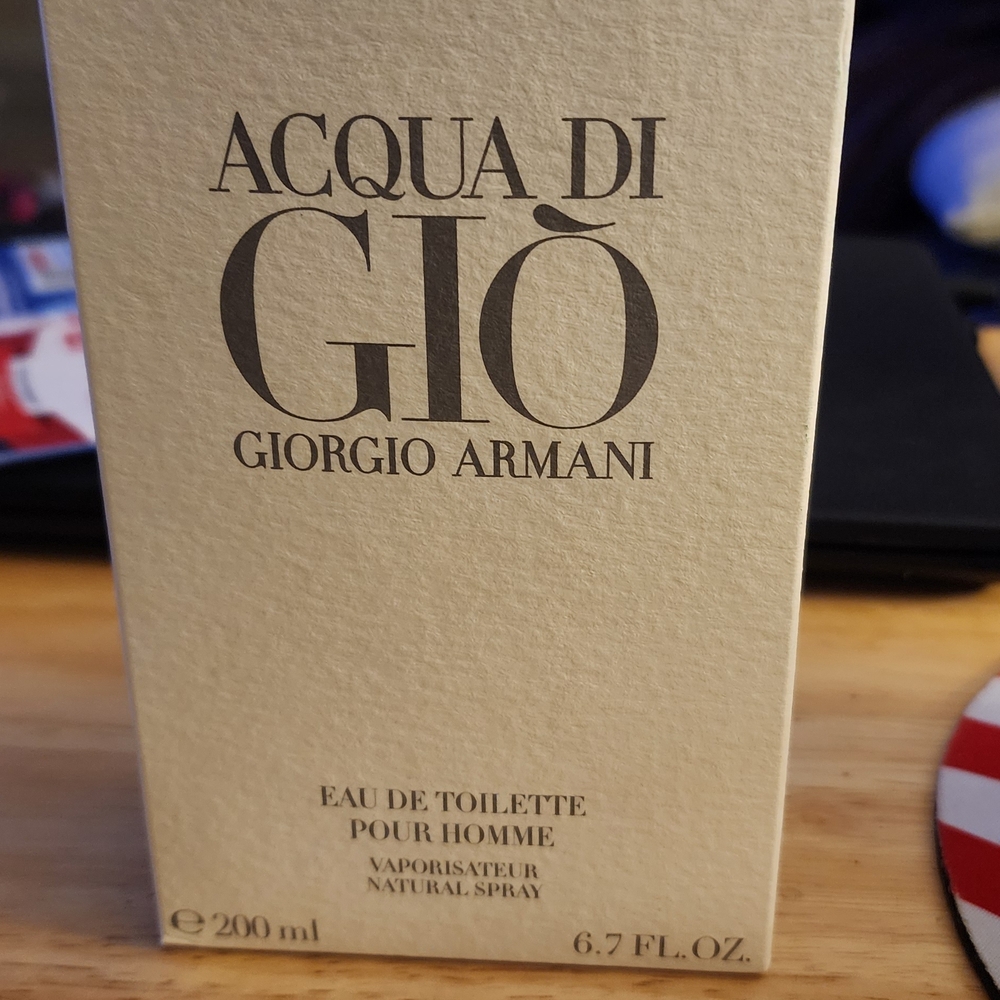 ACQUA DI
GIÒ
GIORGIO ARMANI
EAU DE TOILETTE
POUR HOMME
VAPORISATEUR
NATURAL SPRAY
℮ 200 ml
6.7 FL.OZ.